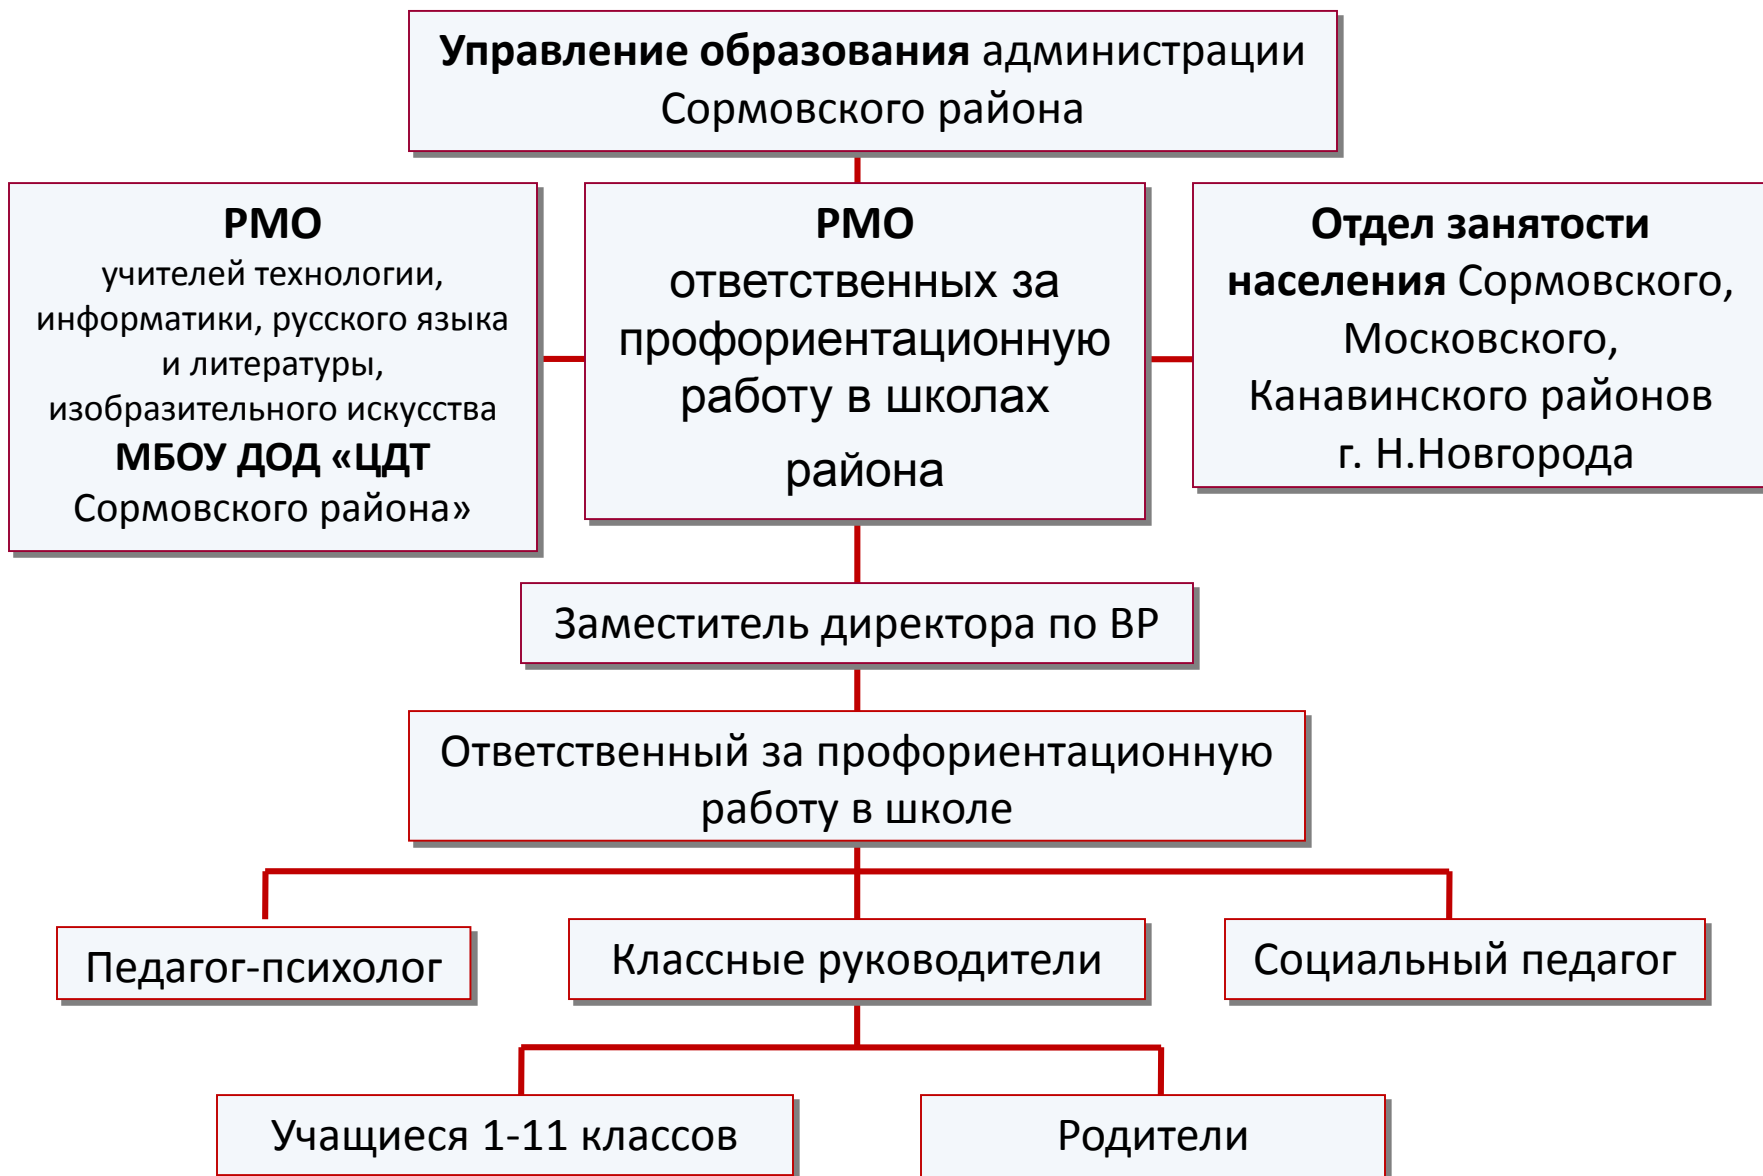 Управление образования администрации
Сормовского района
РМО
учителей технологии,
информатики, русского языка
и литературы,
изобразительного искусства
МБОУ ДОД «ЦДТ
Сормовского района»
РМО
ответственных за
профориентационную
работу в школах
района
Отдел занятости
населения Сормовского,
Московского,
Канавинского районов
г. Н.Новгорода
Заместитель директора по ВР
Ответственный за профориентационную
работу в школе
Педагог-психолог
Классные руководители
Социальный педагог
Учащиеся 1-11 классов
Родители